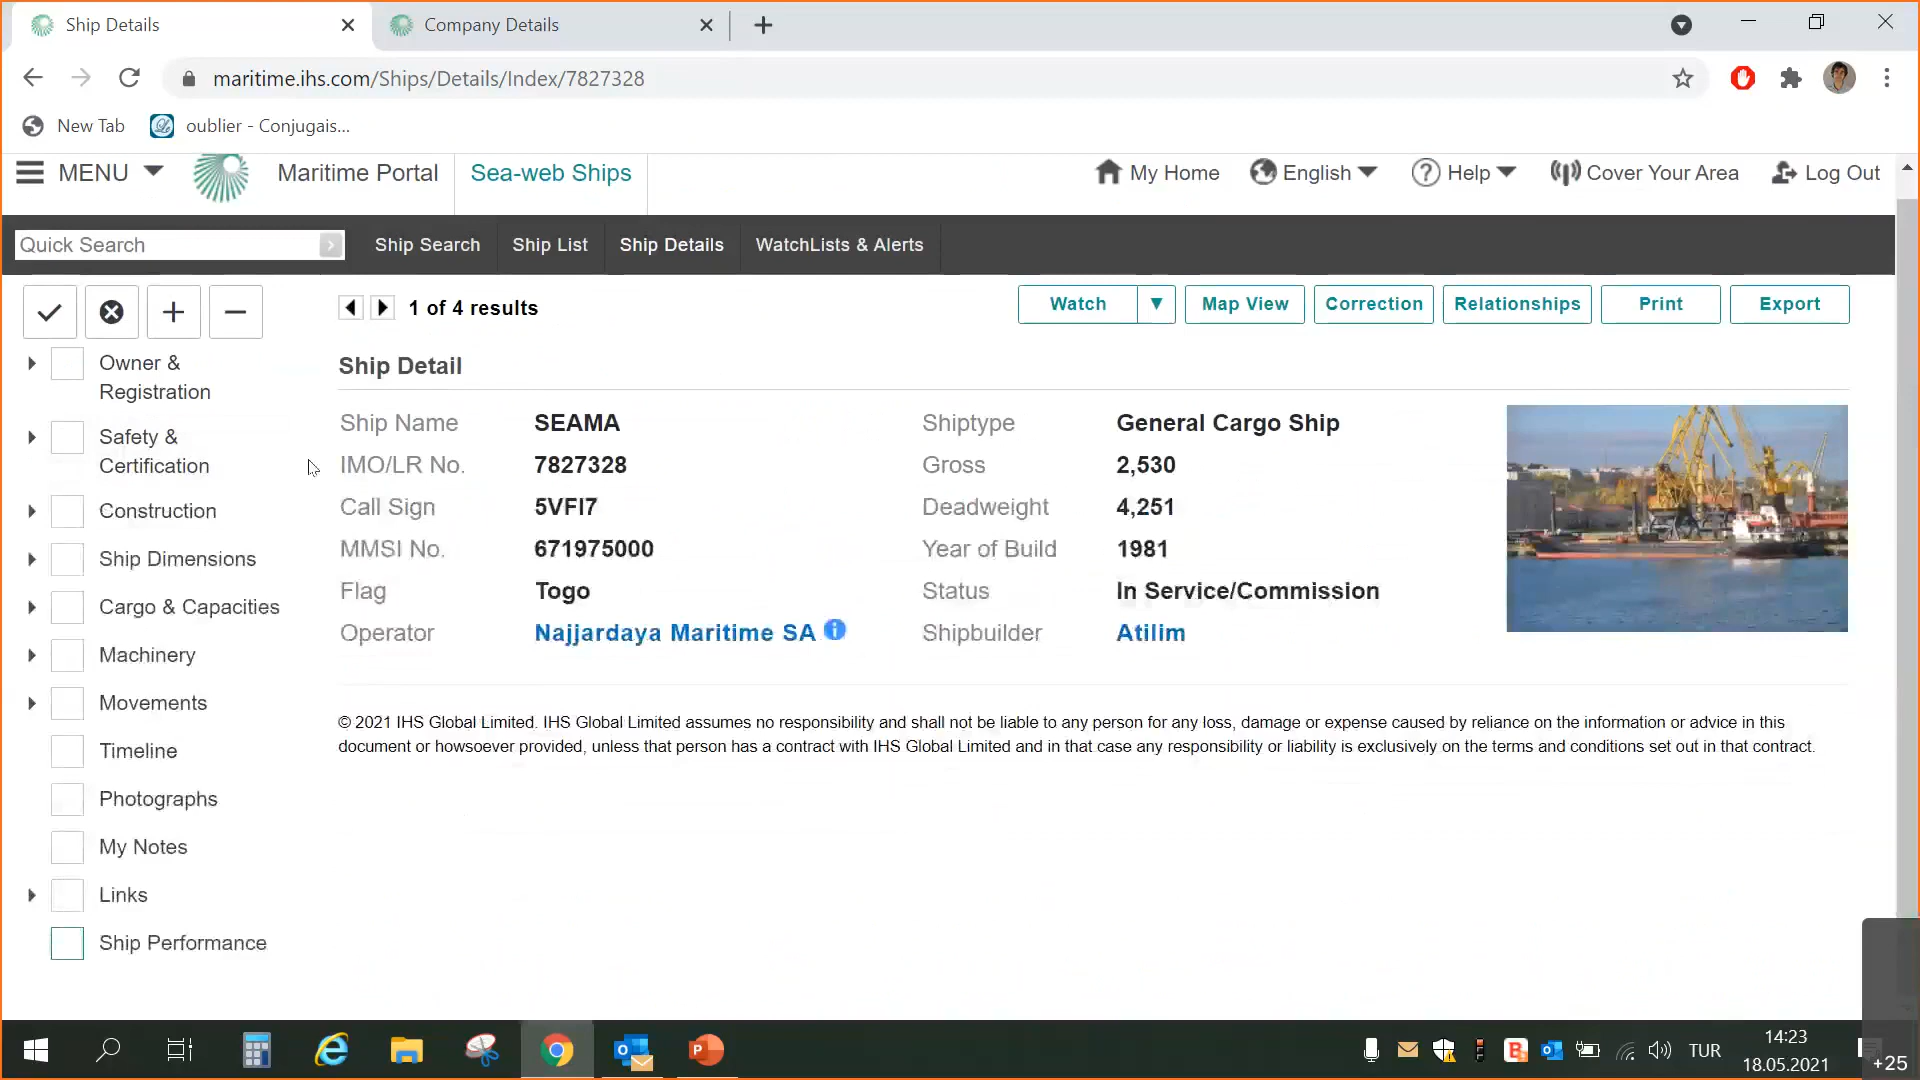 Ship Details
Company Details
maritime.ihs.com/Ships/Details/Index/7827328
New Tab
oublier - Conjugais...
MENU
Maritime Portal
Sea-web Ships
My Home
English
Help
Cover Your Area
Log Out
Quick Search
Ship Search
Ship List
Ship Details
WatchLists & Alerts
1 of 4 results
Watch
Map View
Correction
Relationships
Print
Export
Owner &
Registration
Safety &
Certification
Construction
Ship Dimensions
Cargo & Capacities
Machinery
Movements
Timeline
Photographs
My Notes
Links
Ship Performance
Ship Detail
Ship Name SEAMA Shiptype General Cargo Ship
IMO/LR No. 7827328 Gross 2,530
Call Sign 5VFI7 Deadweight 4,251
MMSI No. 671975000 Year of Build 1981
Flag Togo Status In Service/Commission
Operator Najjardaya Maritime SA Shipbuilder Atilim
© 2021 IHS Global Limited. IHS Global Limited assumes no responsibility and shall not be liable to any person for any loss, damage or expense caused by reliance on the information or advice in this
document or howsoever provided, unless that person has a contract with IHS Global Limited and in that case any responsibility or liability is exclusively on the terms and conditions set out in that contract.
TUR
14:23
18.05.2021
+25